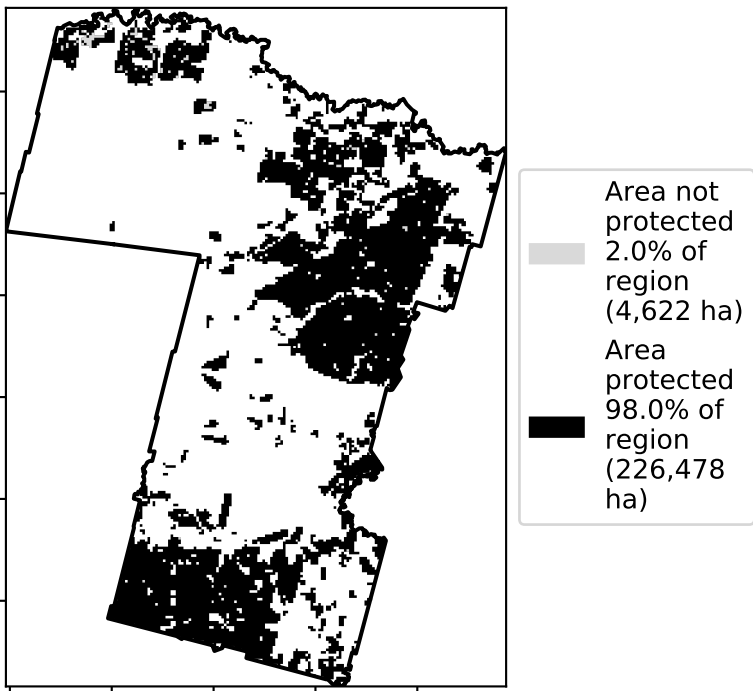 Area not
protected
2.0% of
region
(4,622 ha)
Area
protected
98.0% of
region
(226,478
ha)